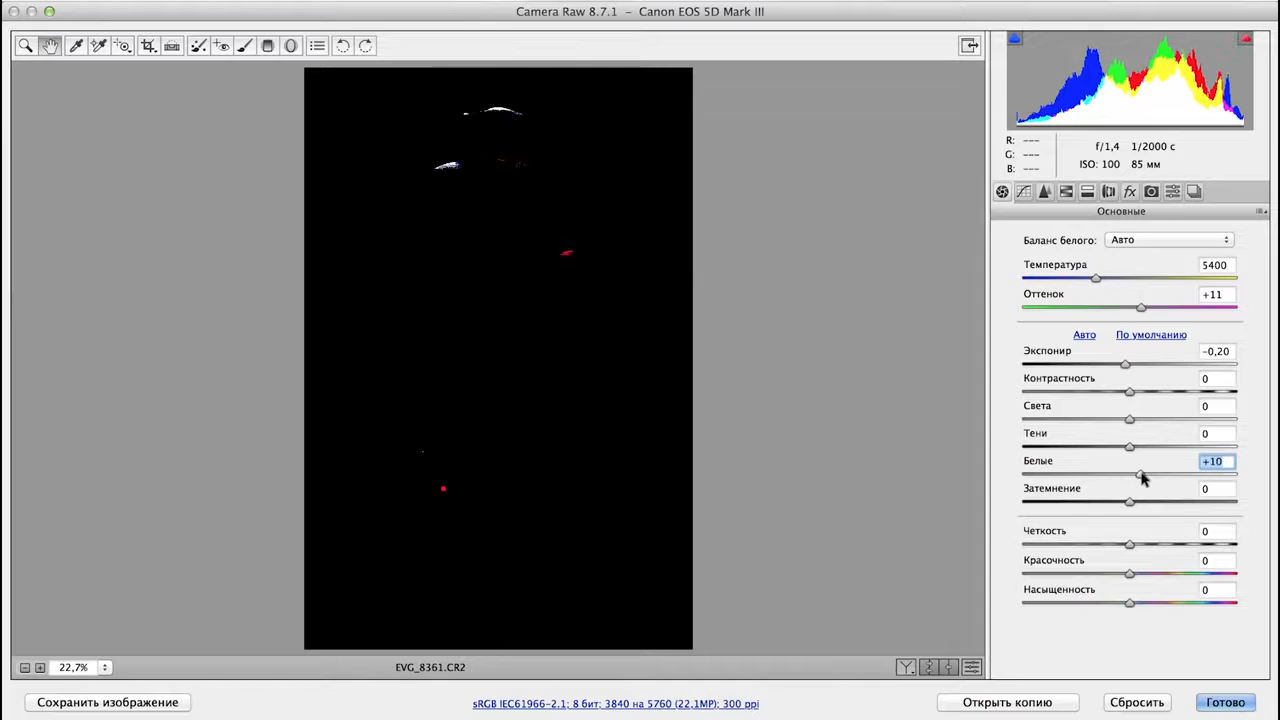 Camera Raw 8.7.1 – Canon EOS 5D Mark III
R: ---
G: ---
B: ---
f/1,4 1/2000 с
ISO: 100 85 мм
Основные
Баланс белого: Авто
Температура 5400
Оттенок +11
Авто По умолчанию
Экспонир -0,20
Контрастность 0
Света 0
Тени 0
Белые +10
Затемнение 0
Четкость 0
Красочность 0
Насыщенность 0
22,7% EVG_8361.CR2
Сохранить изображение sRGB IEC61966-2.1; 8 бит; 3840 на 5760 (22,1MP); 300 ppi Открыть копию Сбросить Готово